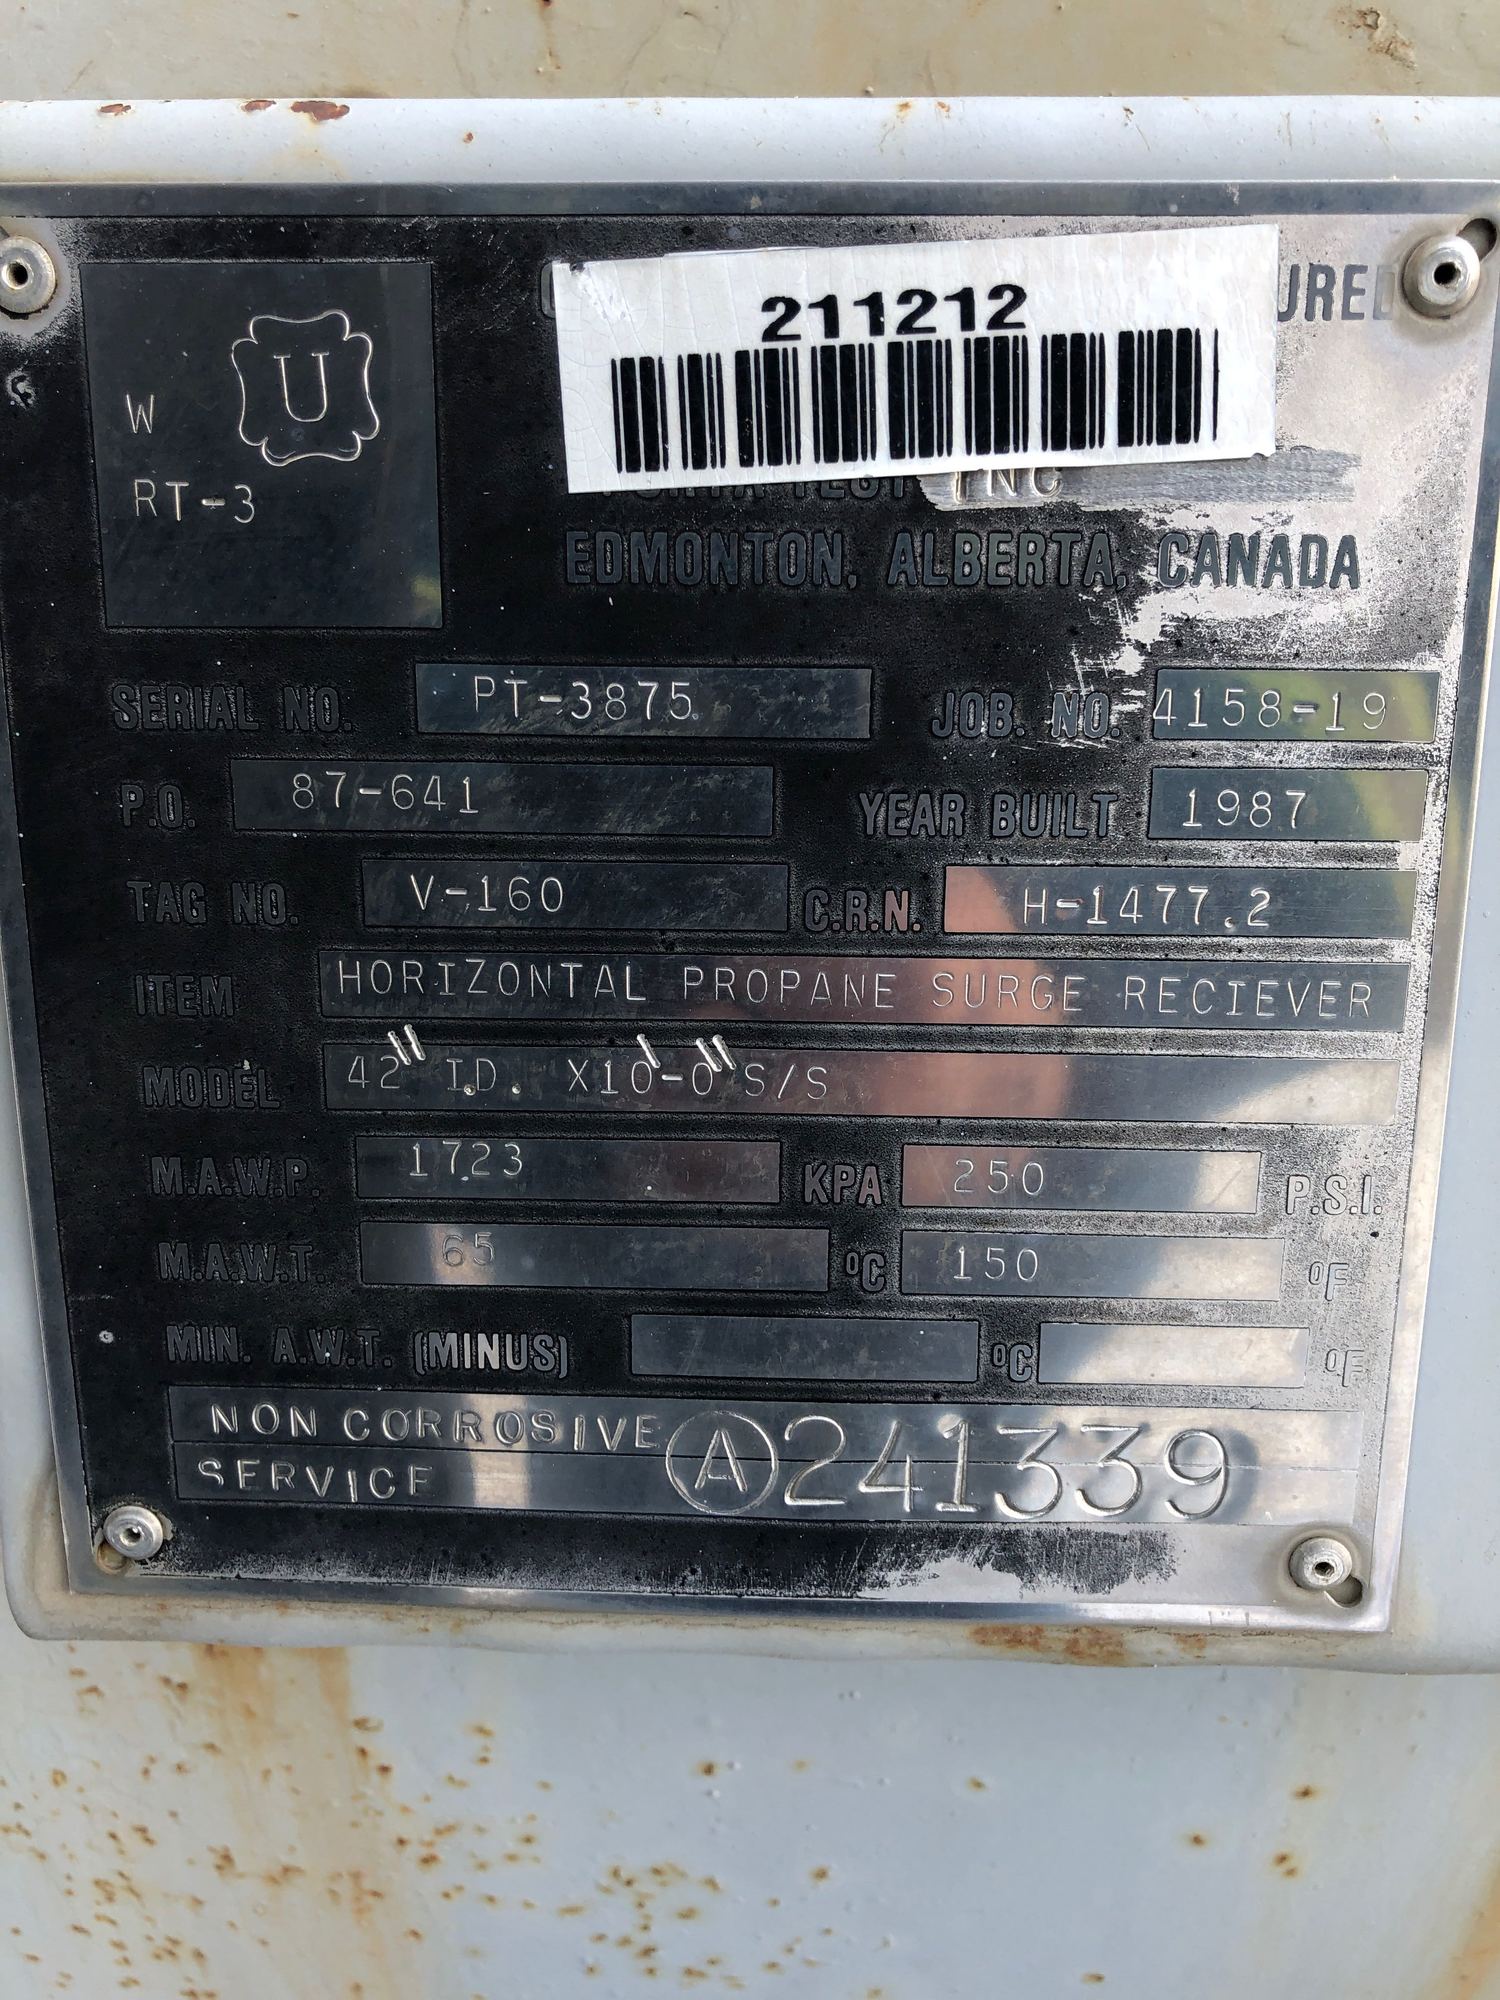 211212
W
U
RT-3
INC
EDMONTON, ALBERTA, CANADA
SERIAL NO. PT-3875 JOB. NO. 4158-19
P.O. 87-641 YEAR BUILT 1987
TAG NO. V-160 C.R.N. H-1477.2
ITEM HORIZONTAL PROPANE SURGE RECIEVER
MODEL 42" I.D. X10'-0" S/S
M.A.W.P. 1723 KPA 250 P.S.I.
M.A.W.T. 65 °C 150 °F
MIN. A.W.T. (MINUS) °C °F
NON CORROSIVE
SERVICE
A 241339